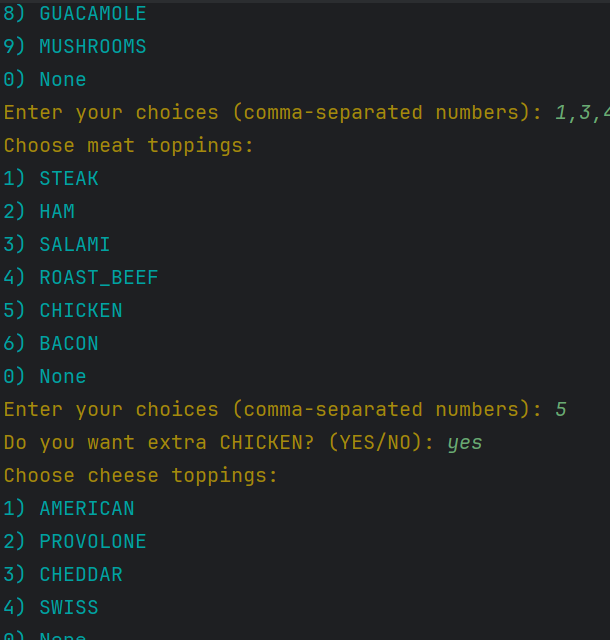 8) GUACAMOLE
9) MUSHROOMS
0) None
Enter your choices (comma-separated numbers): 1,3,4
Choose meat toppings:
1) STEAK
2) HAM
3) SALAMI
4) ROAST_BEEF
5) CHICKEN
6) BACON
0) None
Enter your choices (comma-separated numbers): 5
Do you want extra CHICKEN? (YES/NO): yes
Choose cheese toppings:
1) AMERICAN
2) PROVOLONE
3) CHEDDAR
4) SWISS
0) None